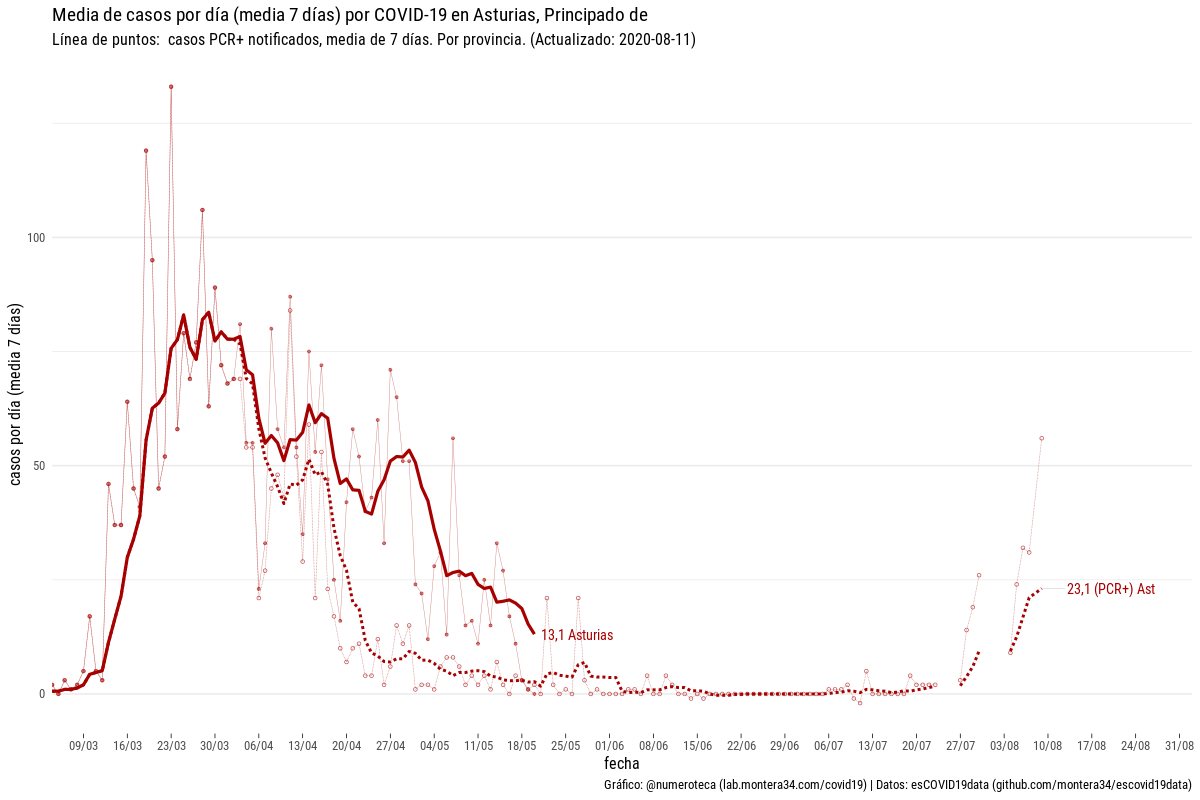 Media de casos por día (media 7 días) por COVID-19 en Asturias, Principado de
Línea de puntos:  casos PCR+ notificados, media de 7 días. Por provincia. (Actualizado: 2020-08-11)
casos por día (media 7 días)
100
50
0
23,1 (PCR+) Ast
13,1 Asturias
09/03 16/03 23/03 30/03 06/04 13/04 20/04 27/04 04/05 11/05 18/05 25/05 01/06 08/06 15/06 22/06 29/06 06/07 13/07 20/07 27/07 03/08 10/08 17/08 24/08 31/08
fecha
Gráfico: @numeroteca (lab.montera34.com/covid19) | Datos: esCOVID19data (github.com/montera34/escovid19data)